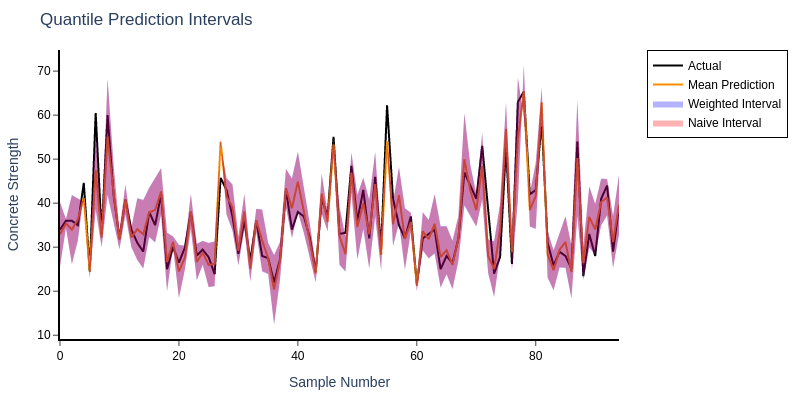 Quantile Prediction Intervals
Actual
Mean Prediction
Weighted Interval
Naive Interval
Concrete Strength
70
60
50
40
30
20
10
0
20
40
60
80
Sample Number